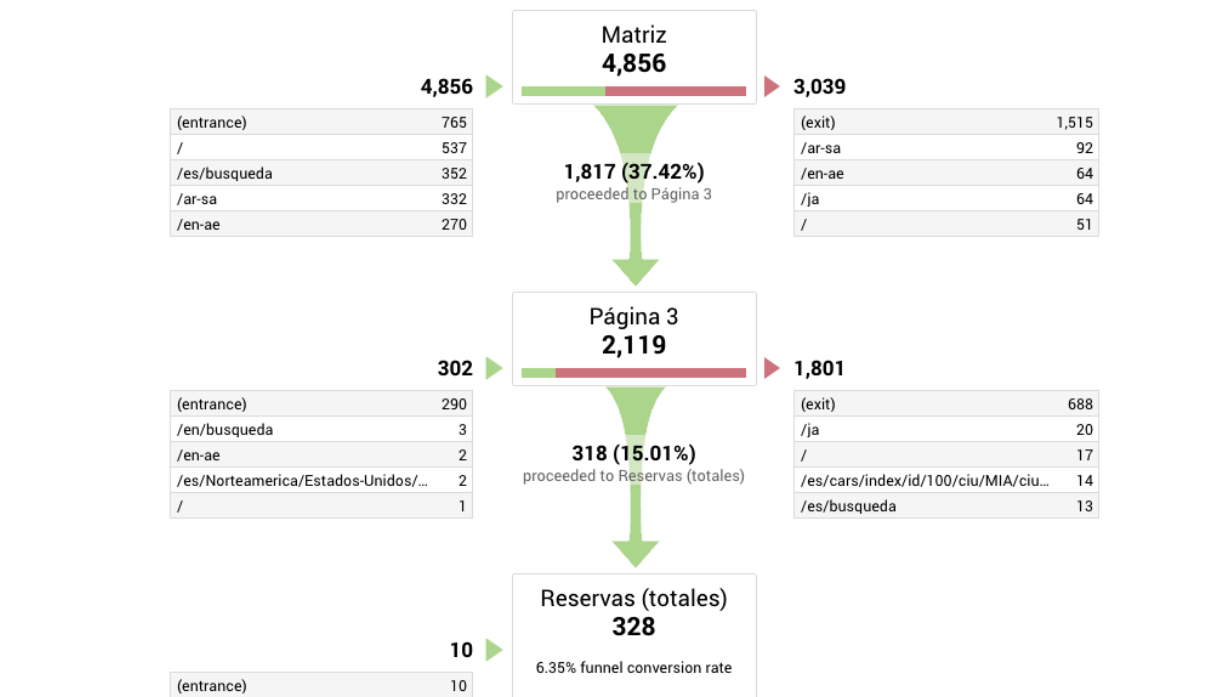 Matriz
4,856
4,856
3,039
(entrance) 765
/ 537
/es/busqueda 352
/ar-sa 332
/en-ae 270
(exit) 1,515
/ar-sa 92
/en-ae 64
/ja 64
/ 51
1,817 (37.42%)
proceeded to Página 3
Página 3
2,119
302
1,801
(entrance) 290
/en/busqueda 3
/en-ae 2
/es/Norteamerica/Estados-Unidos/... 2
/ 1
(exit) 688
/ja 20
/ 17
/es/cars/index/id/100/ciu/MIA/ciu... 14
/es/busqueda 13
318 (15.01%)
proceeded to Reservas (totales)
Reservas (totales)
328
10
6.35% funnel conversion rate
(entrance) 10